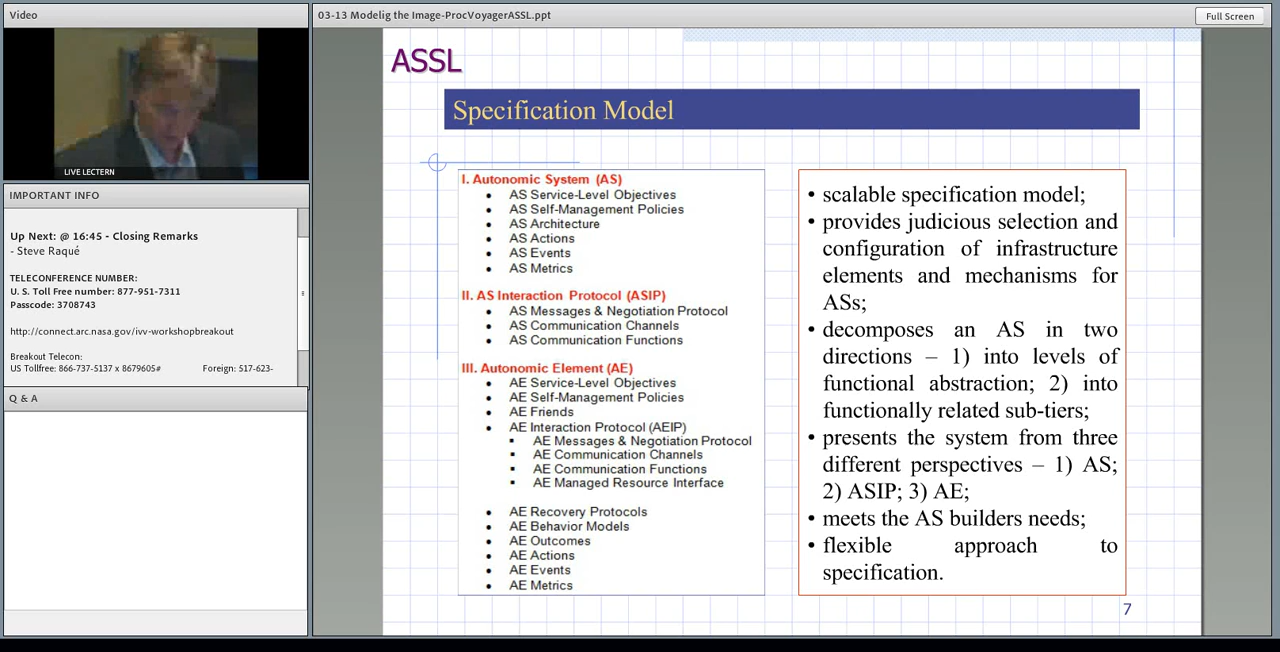 Video
LIVE LECTERN
IMPORTANT INFO
Up Next: @ 16:45 - Closing Remarks
- Steve Raqué
TELECONFERENCE NUMBER:
U. S. Toll Free number: 877-951-7311
Passcode: 3708743
http://connect.arc.nasa.gov/ivv-workshopbreakout
Breakout Telecon:
US Tollfree: 866-737-5137 x 8679605# Foreign: 517-623-
Q & A
03-13 Modelig the Image-ProcVoyagerASSL.ppt
Full Screen
ASSL
Specification Model
I. Autonomic System (AS)
• AS Service-Level Objectives
• AS Self-Management Policies
• AS Architecture
• AS Actions
• AS Events
• AS Metrics
II. AS Interaction Protocol (ASIP)
• AS Messages & Negotiation Protocol
• AS Communication Channels
• AS Communication Functions
III. Autonomic Element (AE)
• AE Service-Level Objectives
• AE Self-Management Policies
• AE Friends
• AE Interaction Protocol (AEIP)
▪ AE Messages & Negotiation Protocol
▪ AE Communication Channels
▪ AE Communication Functions
▪ AE Managed Resource Interface
• AE Recovery Protocols
• AE Behavior Models
• AE Outcomes
• AE Actions
• AE Events
• AE Metrics
• scalable specification model;
• provides judicious selection and
configuration of infrastructure
elements and mechanisms for
ASs;
• decomposes an AS in two
directions – 1) into levels of
functional abstraction; 2) into
functionally related sub-tiers;
• presents the system from three
different perspectives – 1) AS;
2) ASIP; 3) AE;
• meets the AS builders needs;
• flexible approach to
specification.
7